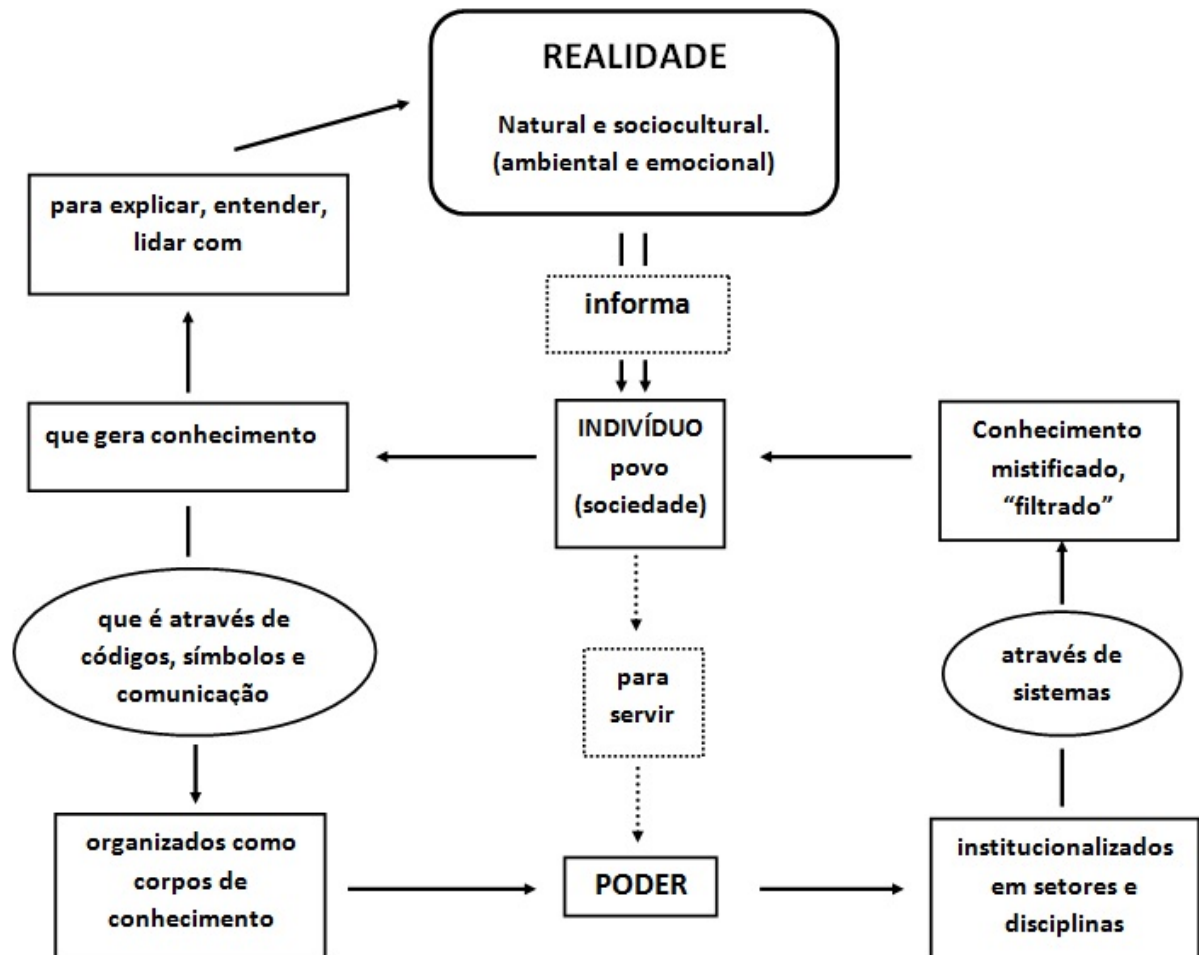 REALIDADE
Natural e sociocultural.
(ambiental e emocional)
para explicar, entender,
lidar com
informa
que gera conhecimento
INDIVÍDUO
povo
(sociedade)
Conhecimento
mistificado,
“filtrado”
que é através de
códigos, símbolos e
comunicação
para
servir
através de
sistemas
organizados como
corpos de
conhecimento
PODER
institucionalizados
em setores e
disciplinas